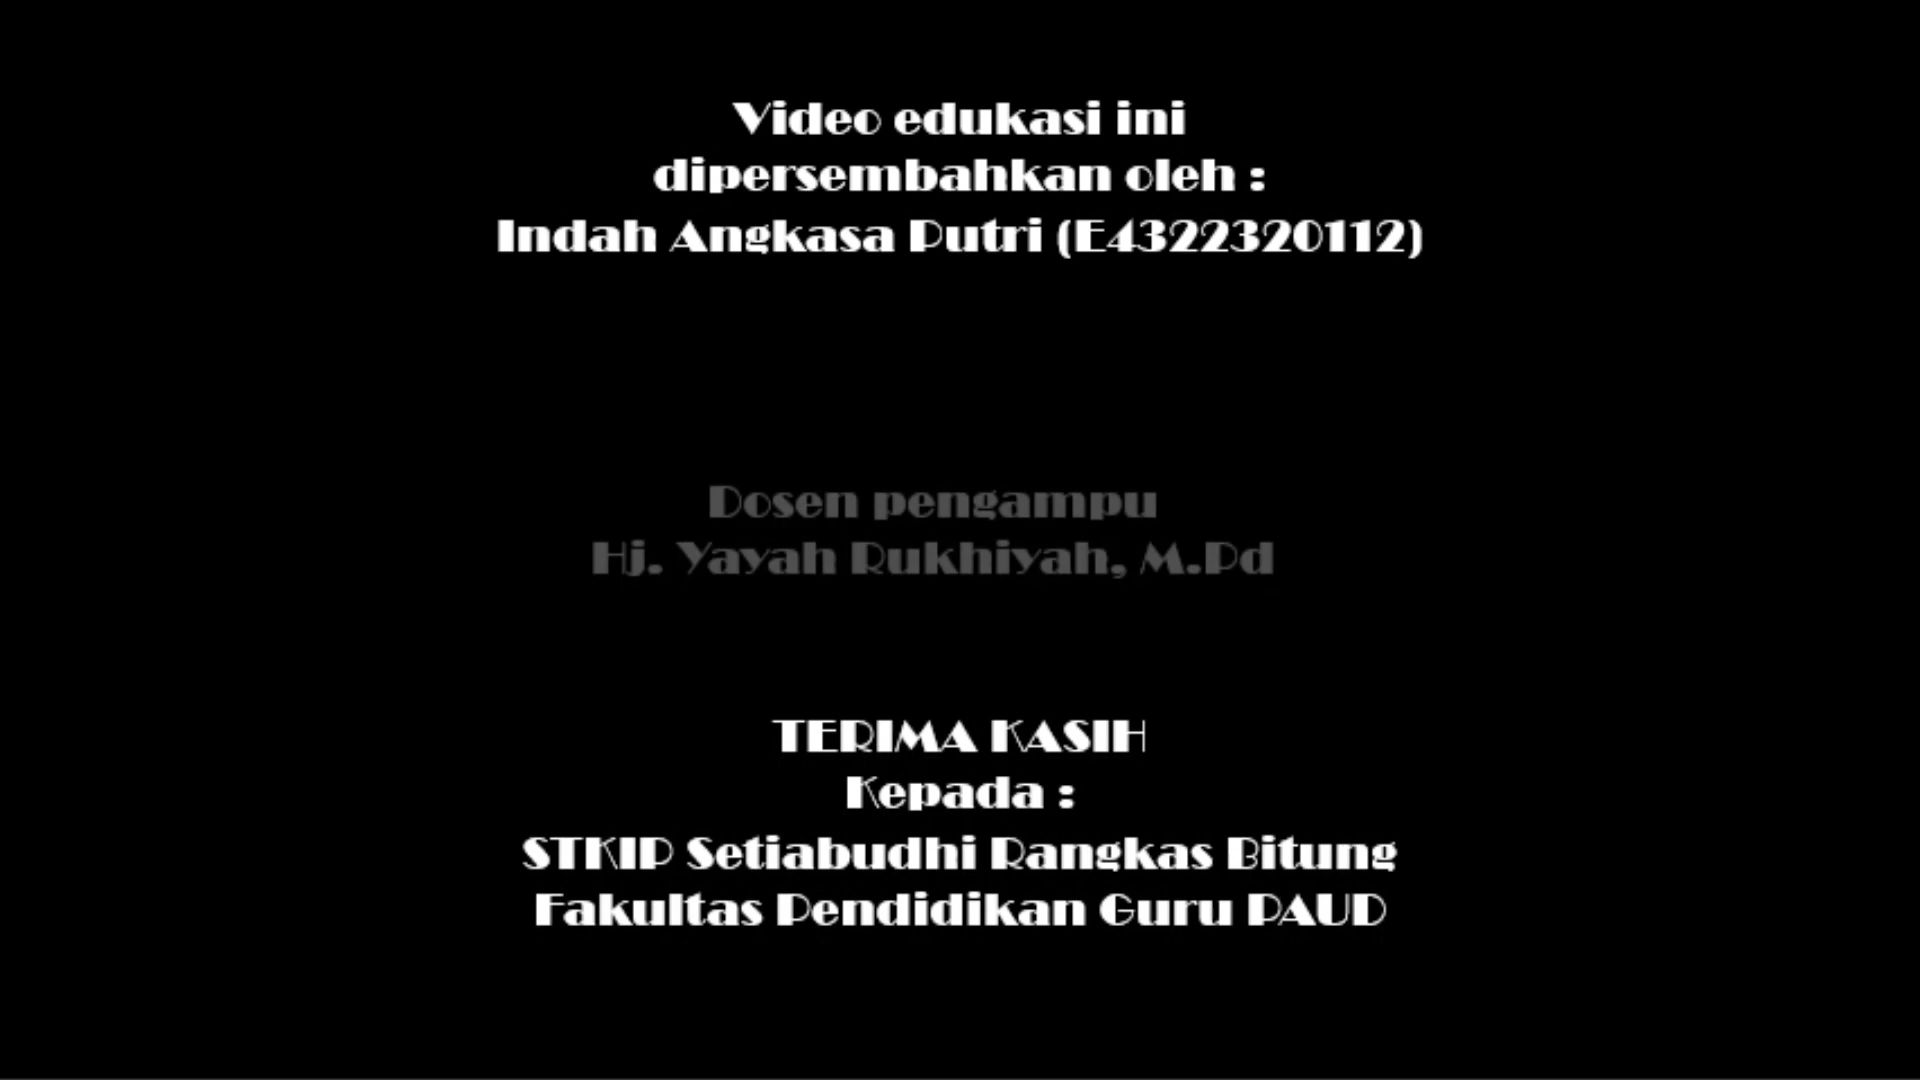 Video edukasi ini
dipersembahkan oleh :
Indah Angkasa Putri (E4322320112)
Dosen pengampu
Hj. Yayah Rukhiyah, M.Pd
TERIMA KASIH
Kepada :
STKIP Setiabudhi Rangkas Bitung
Fakultas Pendidikan Guru PAUD